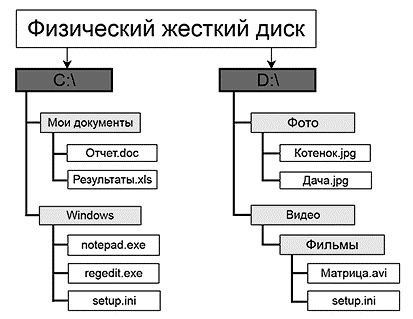 Физический жесткий диск
C:\
Мои документы
Отчет.doc
Результаты.xls
Windows
notepad.exe
regedit.exe
setup.ini
D:\
Фото
Котенок.jpg
Дача.jpg
Видео
Фильмы
Матрица.avi
setup.ini